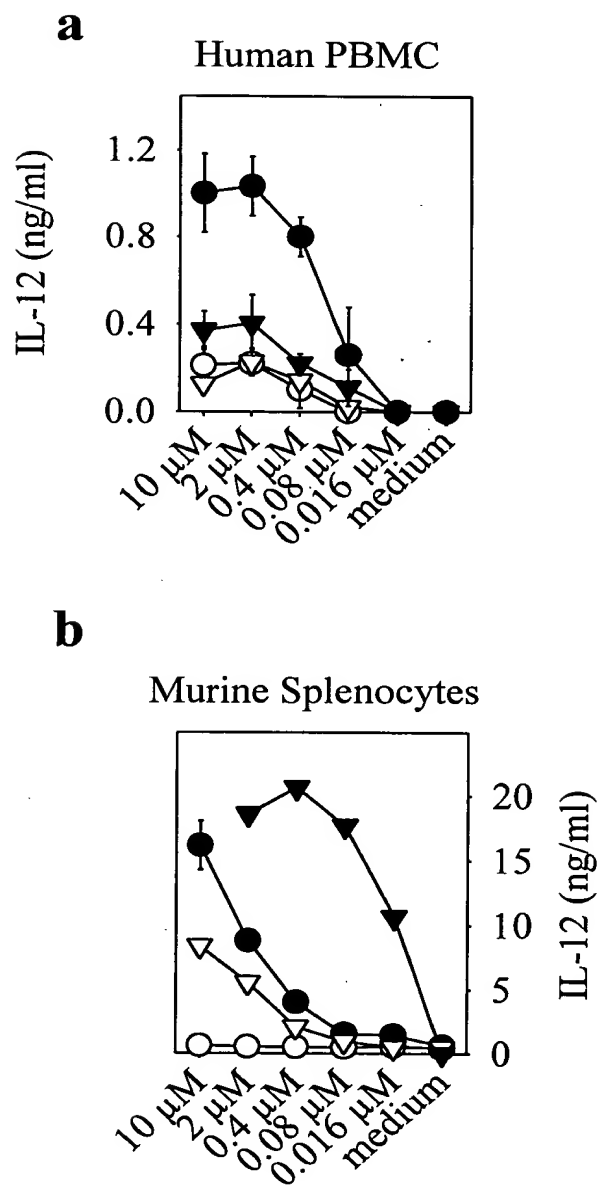 a
Human PBMC
IL-12 (ng/ml)
1.2
0.8
0.4
0.0
10 μM
2 μM
0.4 μM
0.08 μM
0.016 μM
medium
b
Murine Splenocytes
20
15
10
5
0
IL-12 (ng/ml)
10 μM
2 μM
0.4 μM
0.08 μM
0.016 μM
medium